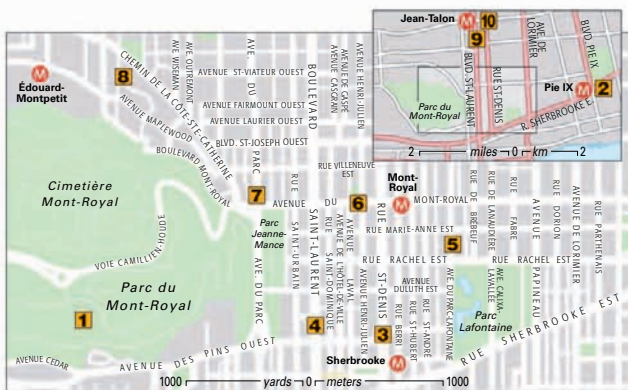 Jean-Talon
M
10
9
AVE. DE LORIMIER
BLVD. PIE IX
BLVD. ST-LAURENT
RUE ST-DENIS
Pie IX
M
2
Parc du
Mont-Royal
R. SHERBROOKE E.
2 miles 0 km 2
M
Édouard-
Montpetit
8
CHEMIN DE LA CÔTE-STE-CATHERINE
AVE. WISEMAN
AVE. OUTREMONT
AVE. DU PARC
AVENUE ST-VIATEUR OUEST
AVENUE FAIRMOUNT OUEST
AVENUE LAURIER OUEST
BLVD. ST-JOSEPH OUEST
BOULEVARD SAINT-LAURENT
AVENUE CASGRAIN
AVENUE DE GASPE
AVENUE HENRI-JULIEN
AVENUE MAPLEWOOD
BOULEVARD MONT-ROYAL
RUE VILLENEUVE
EST
Mont-
Royal
M
Cimetière
Mont-Royal
7
AVENUE DU MONT-ROYAL
6
RUE MARIE-ANNE EST
5
Parc
Jeanne-
Mance
RUE SAINT-URBAIN
VOIE CAMILLIEN-HOUDE
RUE RACHEL EST
RUE RACHEL EST
RUE DE BRÉBEUF
RUE DE LANAUDIÈRE
RUE FABRE
AVENUE PAPINEAU
RUE DORION
AVENUE DE LORIMIER
RUE PARTHENAIS
Parc du
Mont-Royal
1
AVE. DU PARC
RUE SAINT-DOMINIQUE
AVENUE DE L'HÔTEL-DE-VILLE
AVENUE LAVAL
AVENUE HENRI-JULIEN
RUE ST-DENIS
AVENUE
DULUTH EST
RUE BERRI
RUE ST-HUBERT
RUE ST-ANDRÉ
AVE. DU PARC-LAFONTAINE
AVE. CALIXA-
LAVALLÉE
Parc
Lafontaine
4
3
Sherbrooke
M
RUE SHERBROOKE EST
AVENUE CEDAR
AVENUE DES PINS OUEST
1000 yards 0 meters 1000